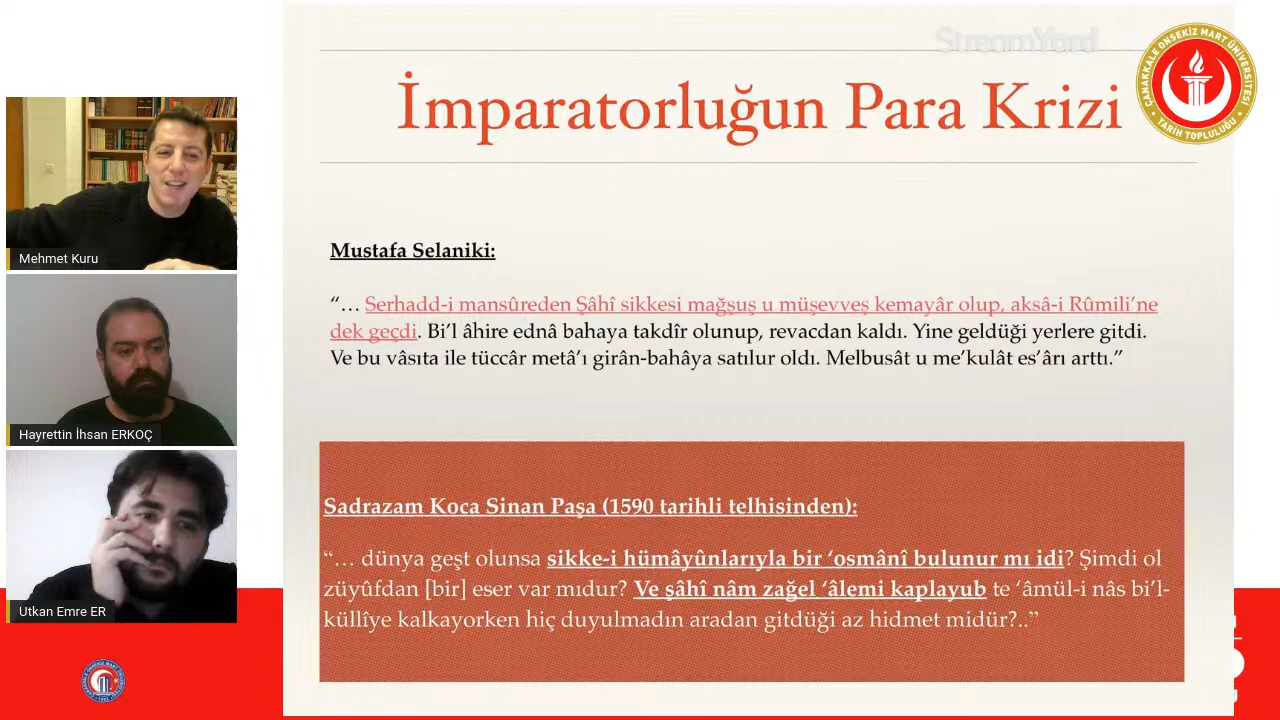 StreamYard
İmparatorluğun Para Krizi
ÇANAKKALE ONSEKİZ MART ÜNİVERSİTESİ
TARİH TOPLULUĞU
Mehmet Kuru
Hayrettin İhsan ERKOÇ
Utkan Emre ER
Mustafa Selaniki:
“… Serhadd-i mansûreden Şâhî sikkesi mağşuş u müşevveş kemayâr olup, aksâ-i Rûmili’ne
dek geçdi. Bi’l âhire ednâ bahaya takdîr olunup, revacdan kaldı. Yine geldüği yerlere gitdi.
Ve bu vâsıta ile tüccâr metâ’ı girân-bahâya satılur oldı. Melbusât u me’kulât es’ârı arttı.”
Sadrazam Koca Sinan Paşa (1590 tarihli telhisinden):
“… dünya geşt olunsa sikke-i hümâyûnlarıyla bir ‘osmânî bulunur mı idi? Şimdi ol
züyûfdan [bir] eser var mıdur? Ve şâhî nâm zağel ‘âlemi kaplayub te ‘âmül-i nâs bi’l-
küllîye kalkayorken hiç duyulmadın aradan gitdüği az hidmet midür?..”